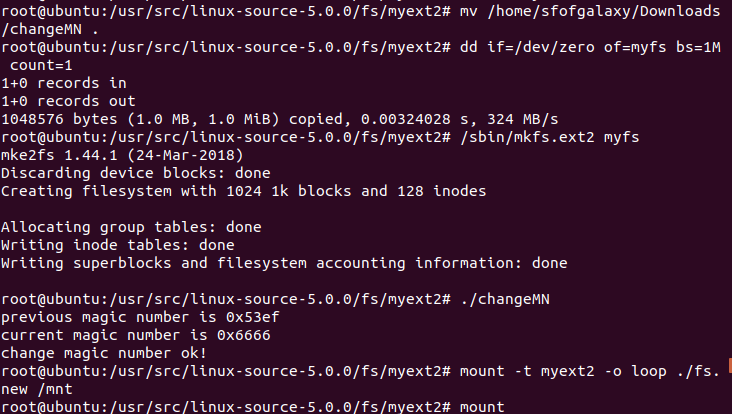 root@ubuntu:/usr/src/linux-source-5.0.0/fs/myext2# mv /home/sfofgalaxy/Downloads
/changeMN .
root@ubuntu:/usr/src/linux-source-5.0.0/fs/myext2# dd if=/dev/zero of=myfs bs=1M
 count=1
1+0 records in
1+0 records out
1048576 bytes (1.0 MB, 1.0 MiB) copied, 0.00324028 s, 324 MB/s
root@ubuntu:/usr/src/linux-source-5.0.0/fs/myext2# /sbin/mkfs.ext2 myfs
mke2fs 1.44.1 (24-Mar-2018)
Discarding device blocks: done
Creating filesystem with 1024 1k blocks and 128 inodes

Allocating group tables: done
Writing inode tables: done
Writing superblocks and filesystem accounting information: done

root@ubuntu:/usr/src/linux-source-5.0.0/fs/myext2# ./changeMN
previous magic number is 0x53ef
current magic number is 0x6666
change magic number ok!
root@ubuntu:/usr/src/linux-source-5.0.0/fs/myext2# mount -t myext2 -o loop ./fs.
new /mnt
root@ubuntu:/usr/src/linux-source-5.0.0/fs/myext2# mount